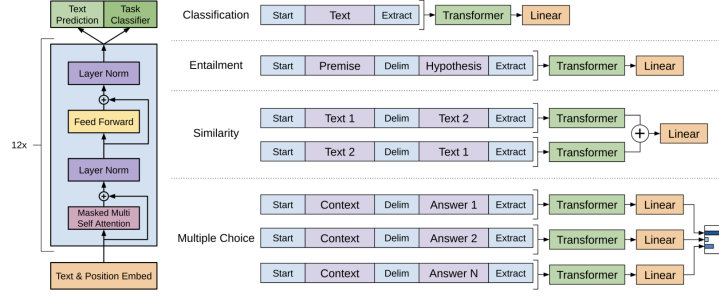 Text Prediction
Task Classifier
Layer Norm
Feed Forward
12x
Layer Norm
Masked Multi Self Attention
Text & Position Embed
Classification
Start Text Extract Transformer Linear
Entailment
Start Premise Delim Hypothesis Extract Transformer Linear
Similarity
Start Text 1 Delim Text 2 Extract Transformer
Start Text 2 Delim Text 1 Extract Transformer
Linear
Multiple Choice
Start Context Delim Answer 1 Extract Transformer Linear
Start Context Delim Answer 2 Extract Transformer Linear
Start Context Delim Answer N Extract Transformer Linear